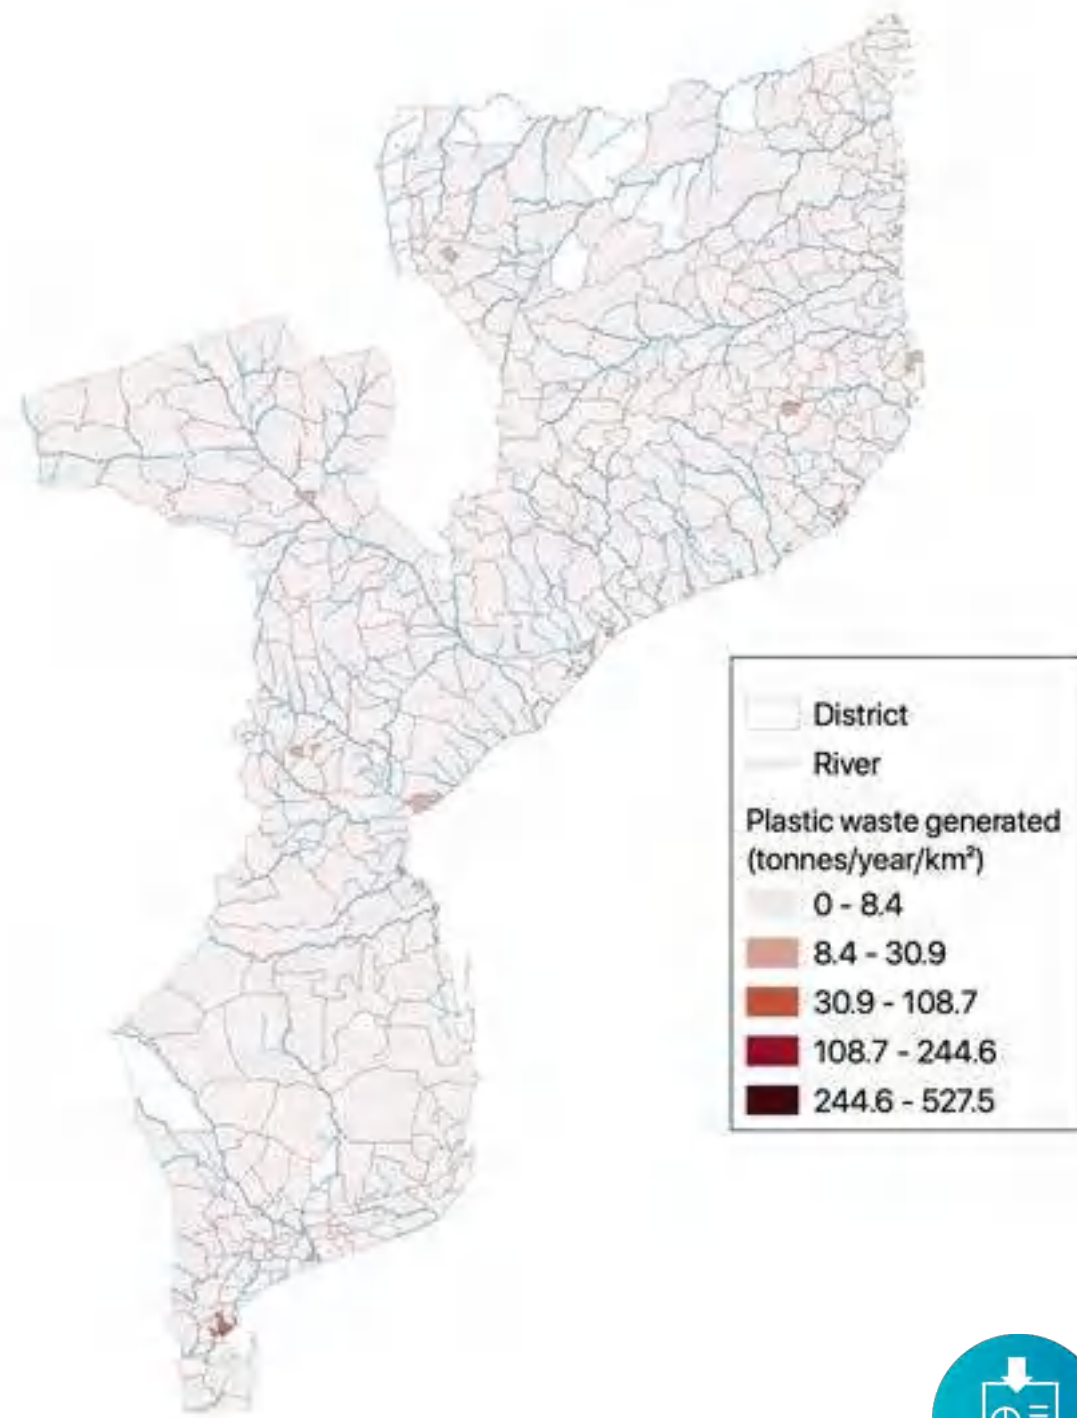 District
River
Plastic waste generated
(tonnes/year/km²)
0 - 8.4
8.4 - 30.9
30.9 - 108.7
108.7 - 244.6
244.6 - 527.5